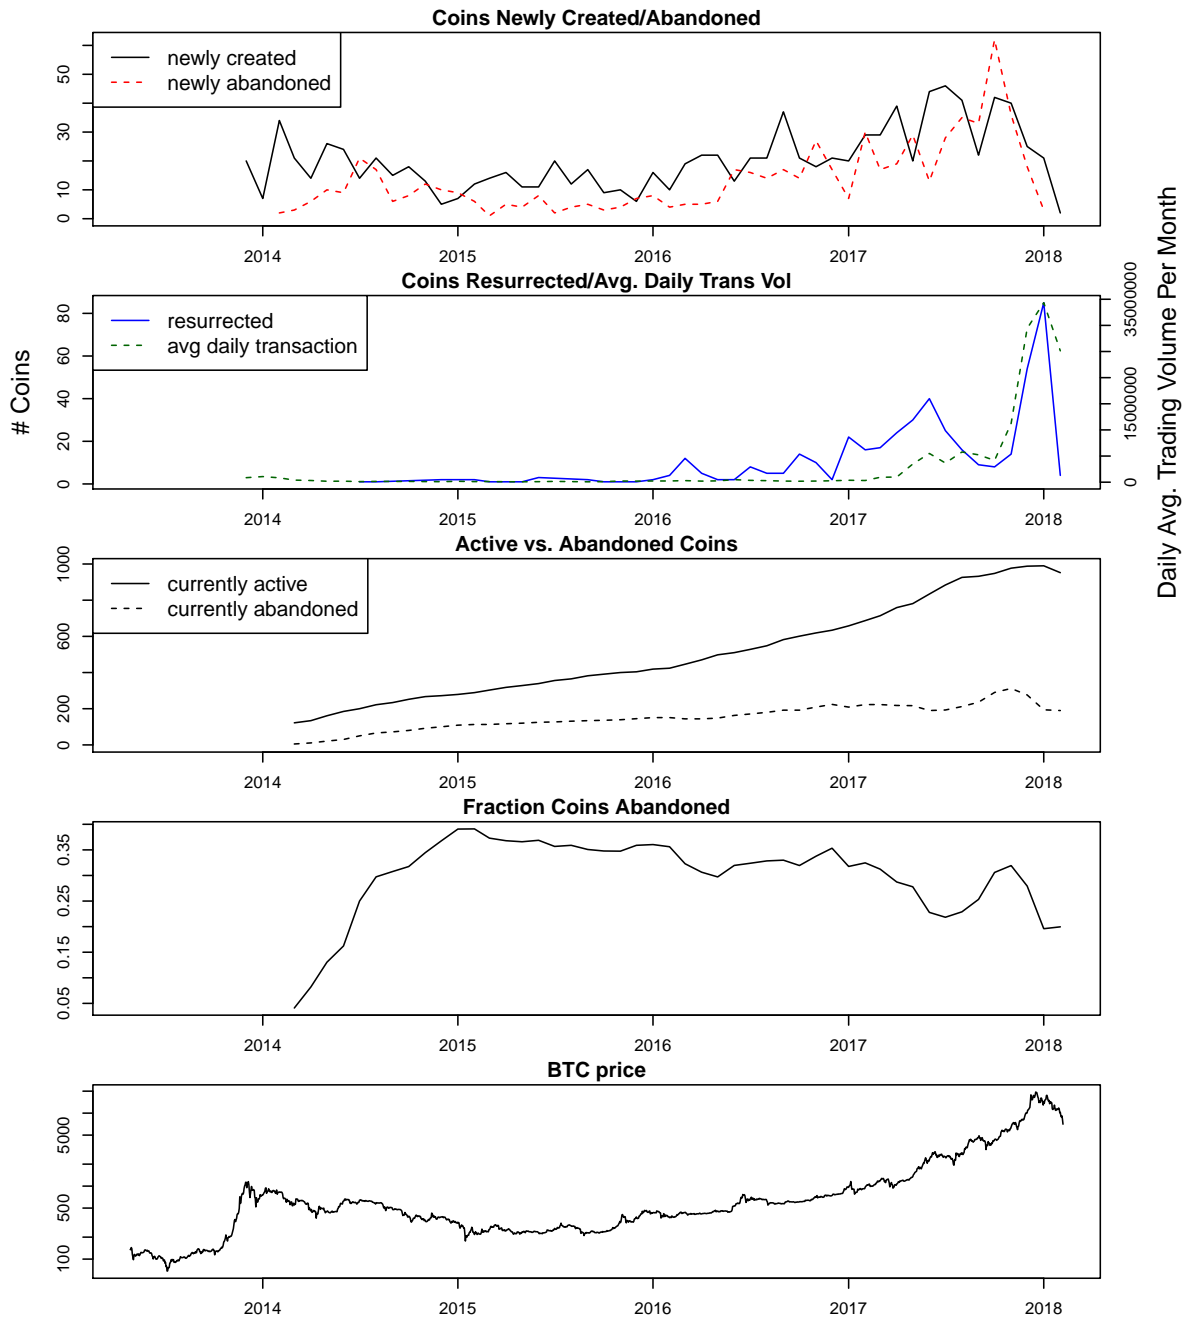 Coins Newly Created/Abandoned
newly created
newly abandoned
50
30
10
0
2014 2015 2016 2017 2018
Coins Resurrected/Avg. Daily Trans Vol
resurrected
avg daily transaction
80
60
40
20
0
35000000
15000000
0
2014 2015 2016 2017 2018
# Coins
Daily Avg. Trading Volume Per Month
Active vs. Abandoned Coins
currently active
currently abandoned
1000
600
200
0
2014 2015 2016 2017 2018
Fraction Coins Abandoned
0.35
0.25
0.15
0.05
2014 2015 2016 2017 2018
BTC price
5000
500
100
2014 2015 2016 2017 2018